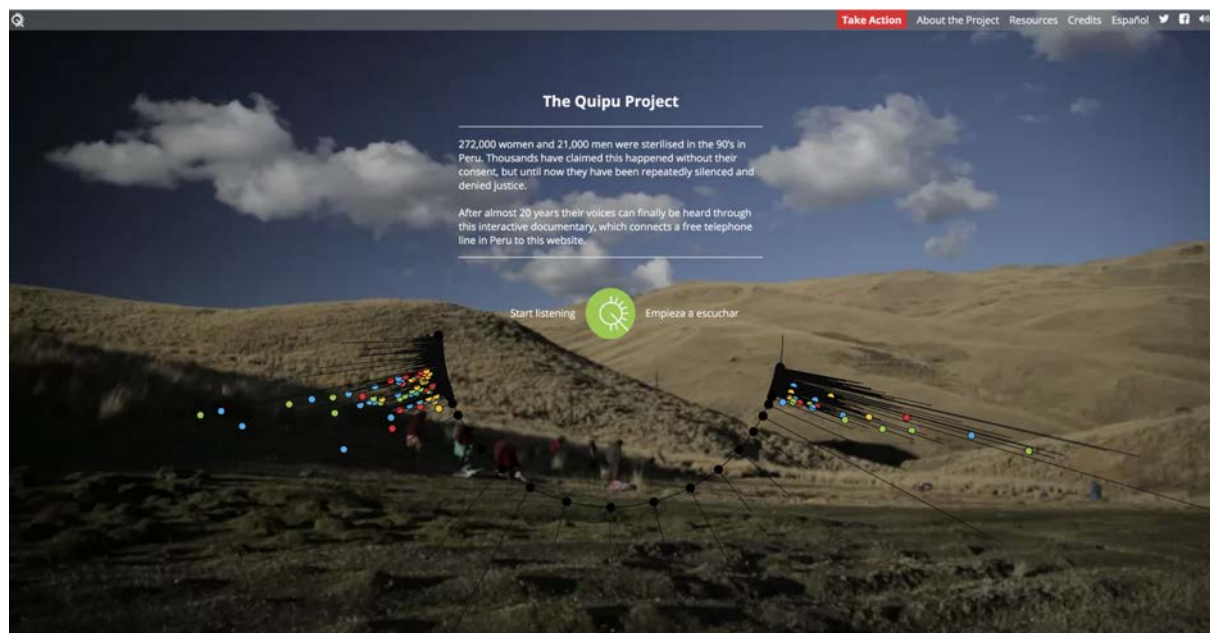 Take Action About the Project Resources Credits Español
The Quipu Project
272,000 women and 21,000 men were sterilised in the 90's in
Peru. Thousands have claimed this happened without their
consent, but until now they have been repeatedly silenced and
denied justice.
After almost 20 years their voices can finally be heard through
this interactive documentary, which connects a free telephone
line in Peru to this website.
Start listening Empieza a escuchar